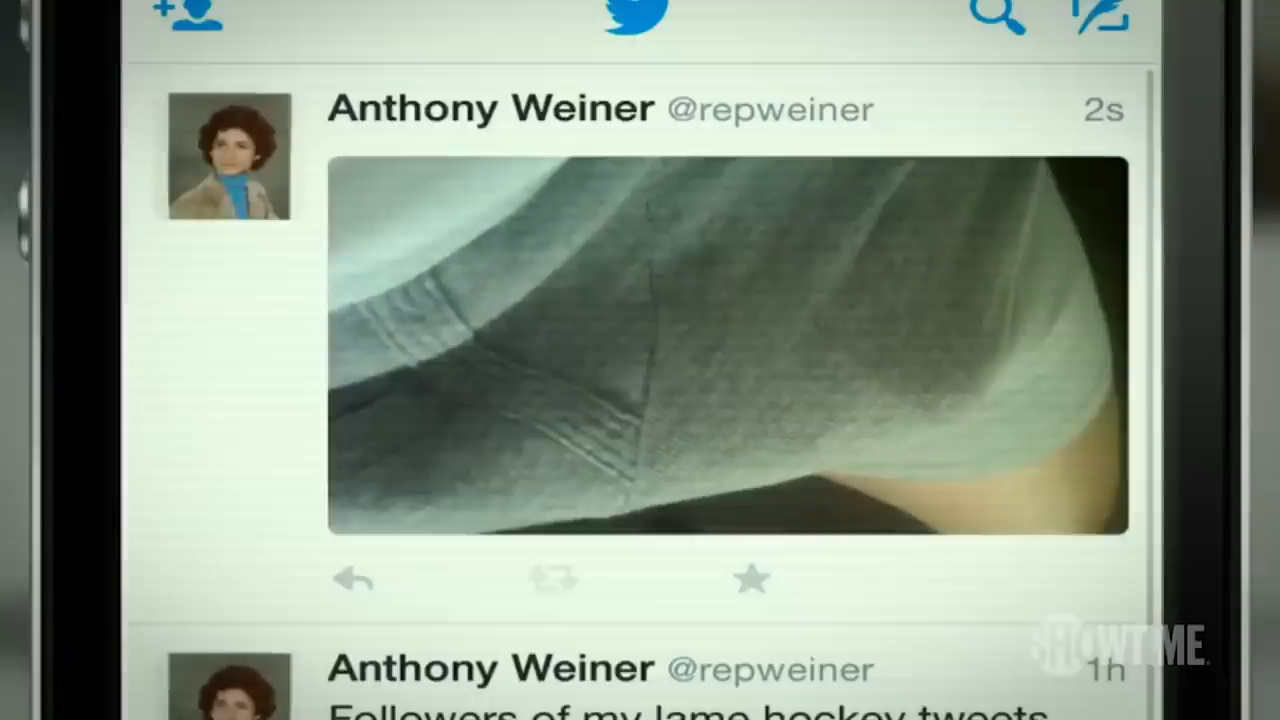 Anthony Weiner @repweiner 2s
SHOWTIME
Anthony Weiner @repweiner 1h
Followers of my lame hockey tweets